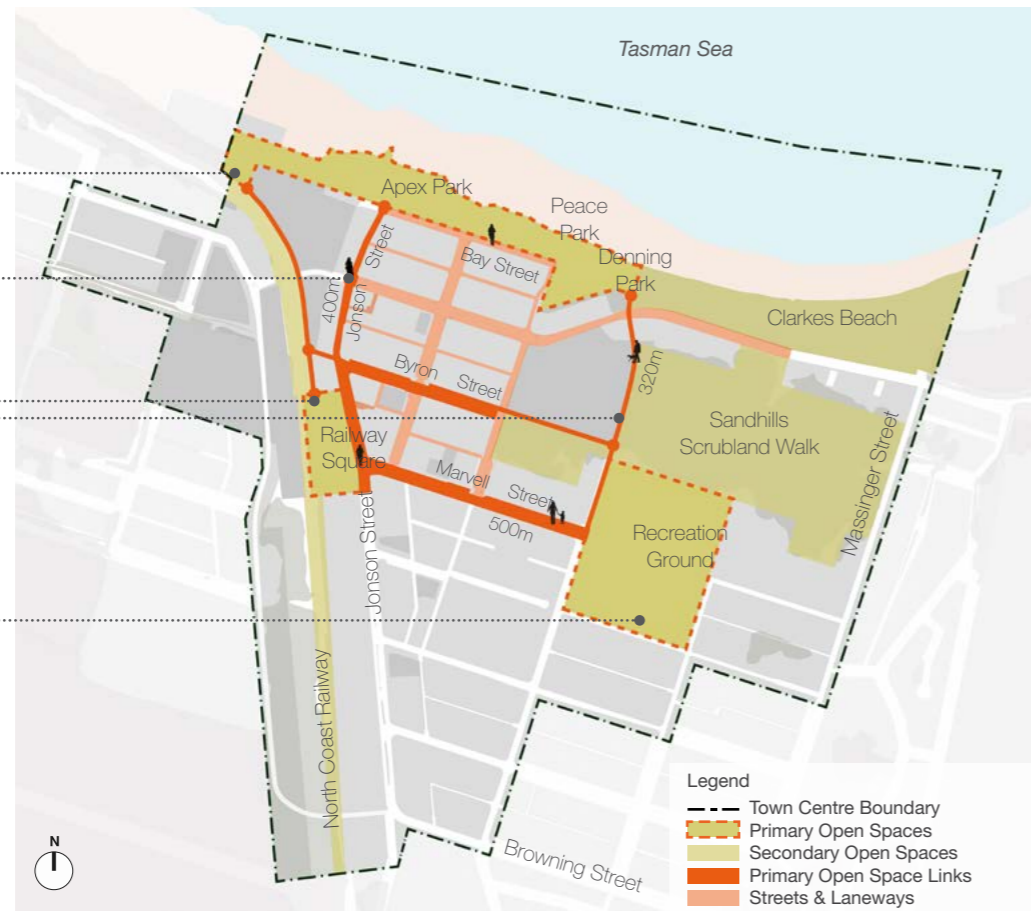 Tasman Sea
Apex Park
Peace
Park
Denning
Park
Bay Street
Clarkes Beach
400m
Jonson
Street
Byron Street
320m
Sandhills
Scrubland Walk
Railway
Square
Marvell Street
500m
Recreation
Ground
Massinger Street
Jonson Street
North Coast Railway
Browning Street
N
Legend
Town Centre Boundary
Primary Open Spaces
Secondary Open Spaces
Primary Open Space Links
Streets & Laneways